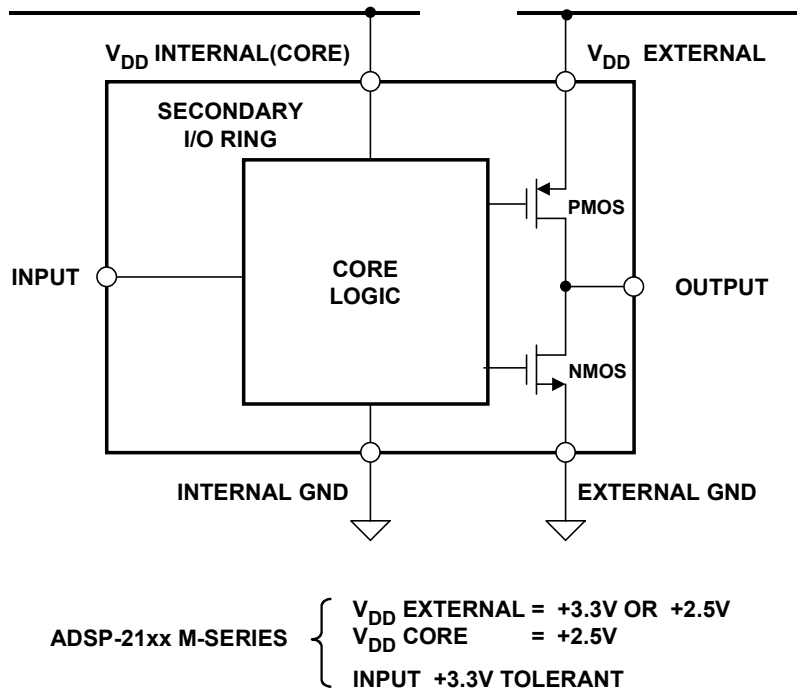 V_DD INTERNAL(CORE)
V_DD EXTERNAL
SECONDARY
I/O RING
PMOS
INPUT
CORE
LOGIC
OUTPUT
NMOS
INTERNAL GND
EXTERNAL GND
ADSP-21xx M-SERIES
V_DD EXTERNAL = +3.3V OR +2.5V
V_DD CORE = +2.5V
INPUT +3.3V TOLERANT